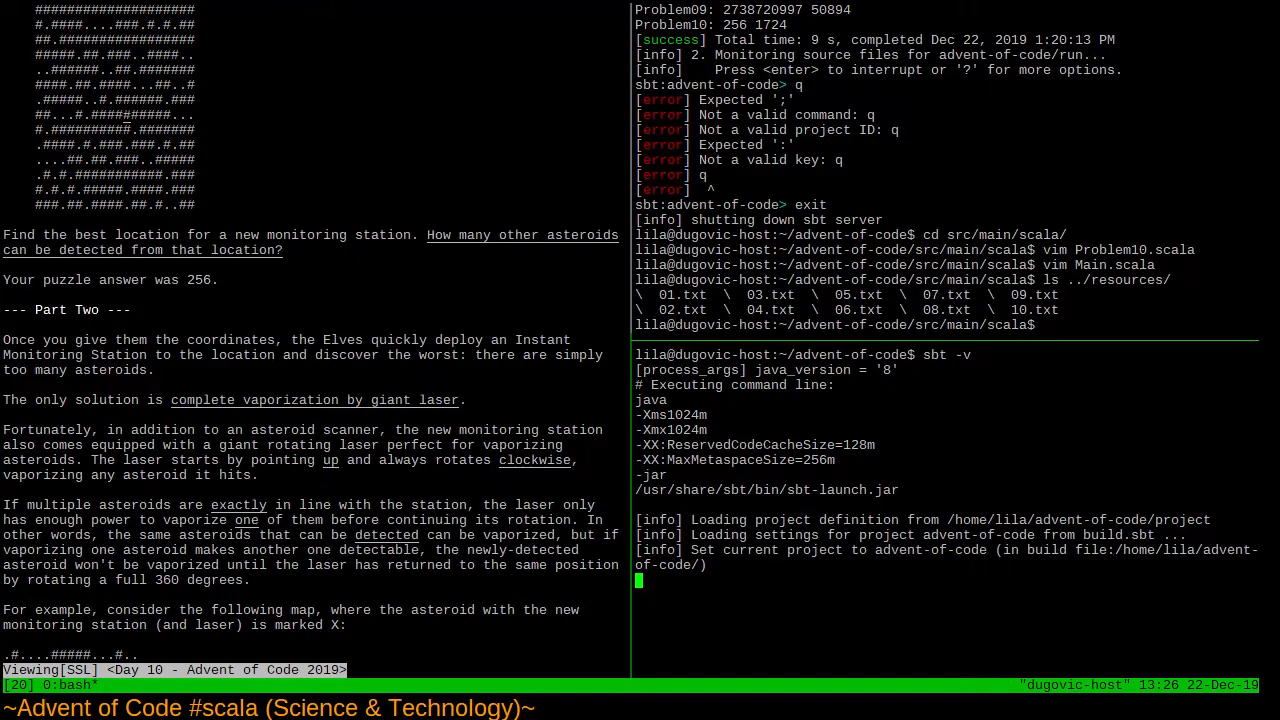 ####################
#.####....###.#.#.##
##.#################
#####.##.###..####..
..######..##.#######
####.##.####...##..#
.#####..#.######.###
##...#.##########...
#.##########.#######
.####.#.###.###.#.##
....##.##.###..#####
.#.#.###########.###
#.#.#.#####.####.###
###.##.####.##.#..##
Find the best location for a new monitoring station. How many other asteroids
can be detected from that location?
Your puzzle answer was 256.
--- Part Two ---
Once you give them the coordinates, the Elves quickly deploy an Instant
Monitoring Station to the location and discover the worst: there are simply
too many asteroids.
The only solution is complete vaporization by giant laser.
Fortunately, in addition to an asteroid scanner, the new monitoring station
also comes equipped with a giant rotating laser perfect for vaporizing
asteroids. The laser starts by pointing up and always rotates clockwise,
vaporizing any asteroid it hits.
If multiple asteroids are exactly in line with the station, the laser only
has enough power to vaporize one of them before continuing its rotation. In
other words, the same asteroids that can be detected can be vaporized, but if
vaporizing one asteroid makes another one detectable, the newly-detected
asteroid won't be vaporized until the laser has returned to the same position
by rotating a full 360 degrees.
For example, consider the following map, where the asteroid with the new
monitoring station (and laser) is marked X:
.#....#####...#..
Viewing[SSL] <Day 10 - Advent of Code 2019>
Problem09: 2738720997 50894
Problem10: 256 1724
[success] Total time: 9 s, completed Dec 22, 2019 1:20:13 PM
[info] 2. Monitoring source files for advent-of-code/run...
[info]    Press <enter> to interrupt or '?' for more options.
sbt:advent-of-code> q
[error] Expected ';'
[error] Not a valid command: q
[error] Not a valid project ID: q
[error] Expected ':'
[error] Not a valid key: q
[error] q
[error]  ^
sbt:advent-of-code> exit
[info] shutting down sbt server
lila@dugovic-host:~/advent-of-code$ cd src/main/scala/
lila@dugovic-host:~/advent-of-code/src/main/scala$ vim Problem10.scala
lila@dugovic-host:~/advent-of-code/src/main/scala$ vim Main.scala
lila@dugovic-host:~/advent-of-code/src/main/scala$ ls ../resources/
\  01.txt  \  03.txt  \  05.txt  \  07.txt  \  09.txt
\  02.txt  \  04.txt  \  06.txt  \  08.txt  \  10.txt
lila@dugovic-host:~/advent-of-code/src/main/scala$
lila@dugovic-host:~/advent-of-code$ sbt -v
[process_args] java_version = '8'
# Executing command line:
java
-Xms1024m
-Xmx1024m
-XX:ReservedCodeCacheSize=128m
-XX:MaxMetaspaceSize=256m
-jar
/usr/share/sbt/bin/sbt-launch.jar
[info] Loading project definition from /home/lila/advent-of-code/project
[info] Loading settings for project advent-of-code from build.sbt ...
[info] Set current project to advent-of-code (in build file:/home/lila/advent-
of-code/)
[20] 0:bash* "dugovic-host" 13:26 22-Dec-19
~Advent of Code #scala (Science & Technology)~